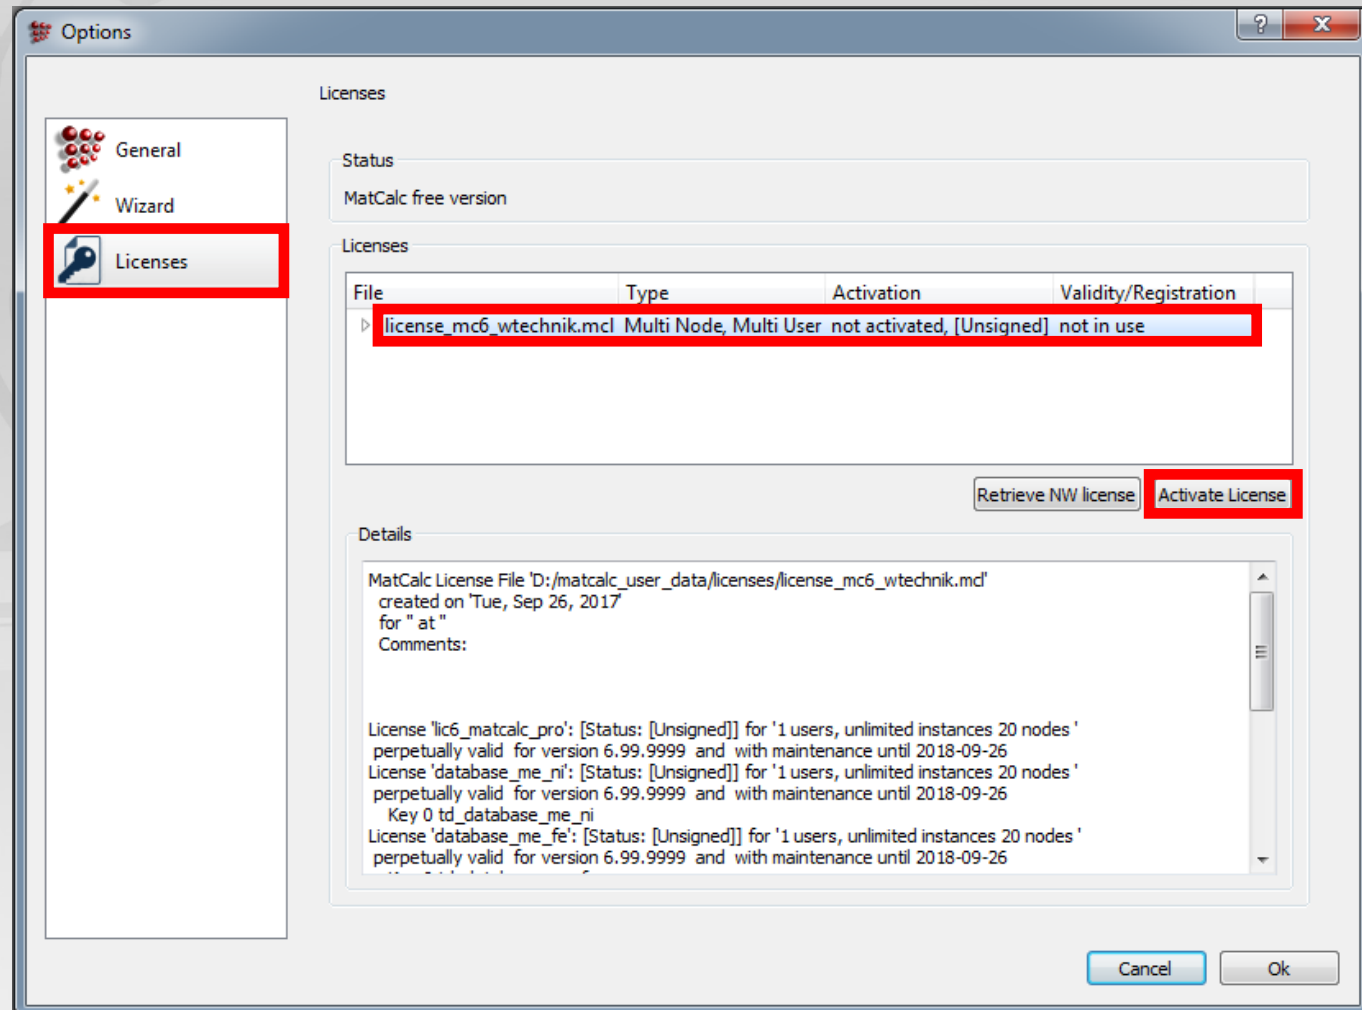 Options
Licenses
General
Wizard
Licenses
Status
MatCalc free version
Licenses
File Type Activation Validity/Registration
license_mc6_wtechnik.mcl Multi Node, Multi User not activated, [Unsigned] not in use
Retrieve NW license Activate License
Details
MatCalc License File 'D:/matcalc_user_data/licenses/license_mc6_wtechnik.mcl'
created on 'Tue, Sep 26, 2017'
for '' at ''
Comments:
License 'lic6_matcalc_pro': [Status: [Unsigned]] for '1 users, unlimited instances 20 nodes '
perpetually valid for version 6.99.9999 and with maintenance until 2018-09-26
License 'database_me_ni': [Status: [Unsigned]] for '1 users, unlimited instances 20 nodes '
perpetually valid for version 6.99.9999 and with maintenance until 2018-09-26
Key 0 td_database_me_ni
License 'database_me_fe': [Status: [Unsigned]] for '1 users, unlimited instances 20 nodes '
perpetually valid for version 6.99.9999 and with maintenance until 2018-09-26
Cancel Ok